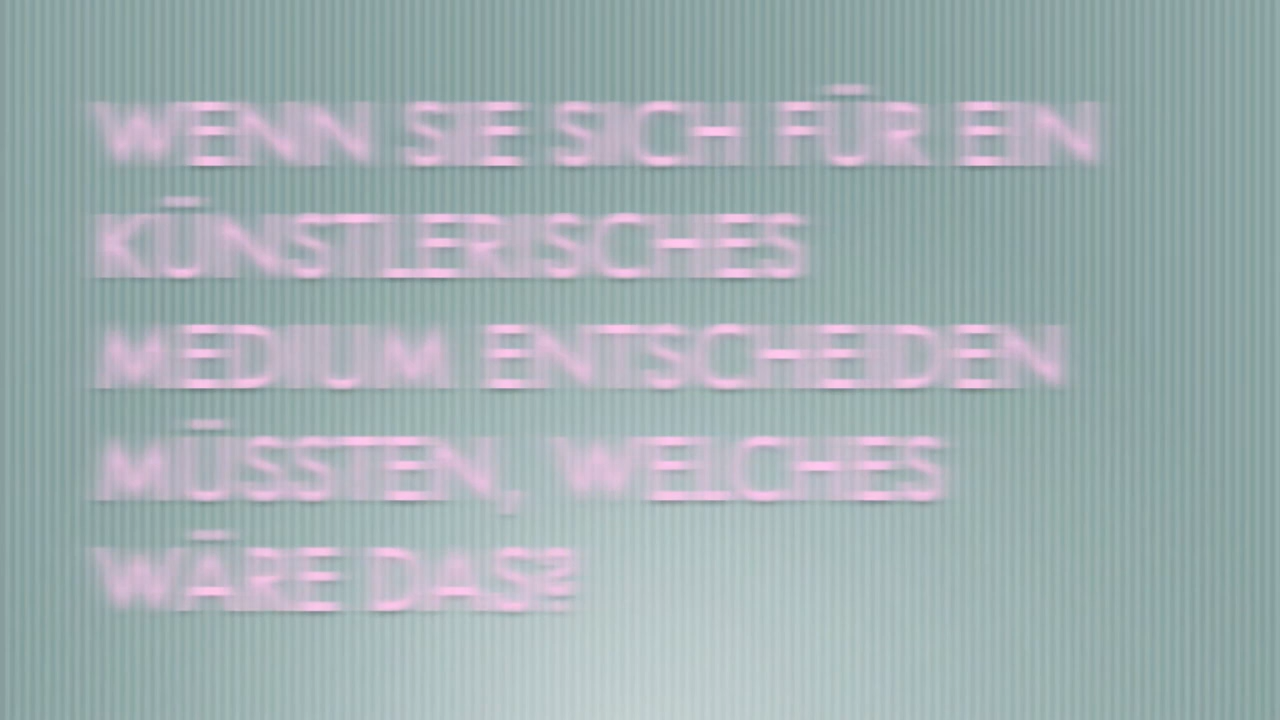 WENN SIE SICH FÜR EIN
KÜNSTLERISCHES
MEDIUM ENTSCHEIDEN
MÜSSTEN, WELCHES
WÄRE DAS?